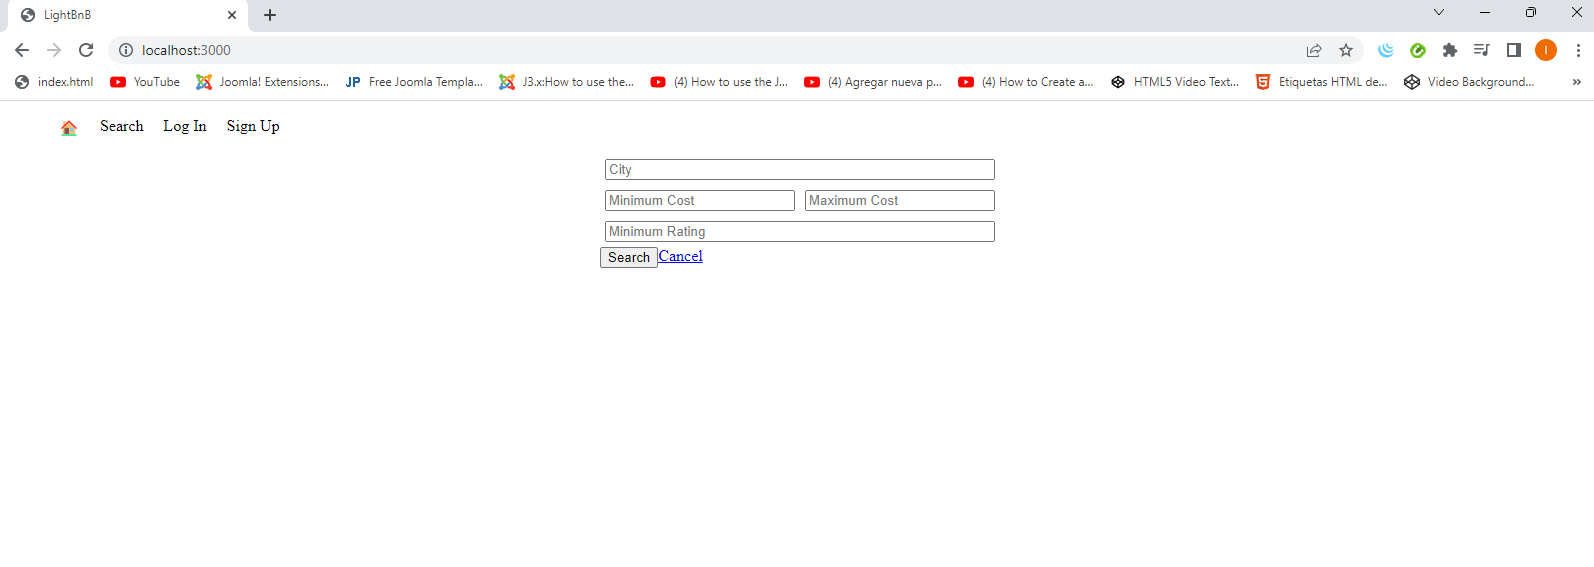 LightBnB
localhost:3000
index.html YouTube Joomla! Extensions... JP Free Joomla Templa... J3.x:How to use the... (4) How to use the J... (4) Agregar nueva p... (4) How to Create a... HTML5 Video Text... 5 Etiquetas HTML de... Video Background... »
Search Log In Sign Up
City
Minimum Cost Maximum Cost
Minimum Rating
Search Cancel